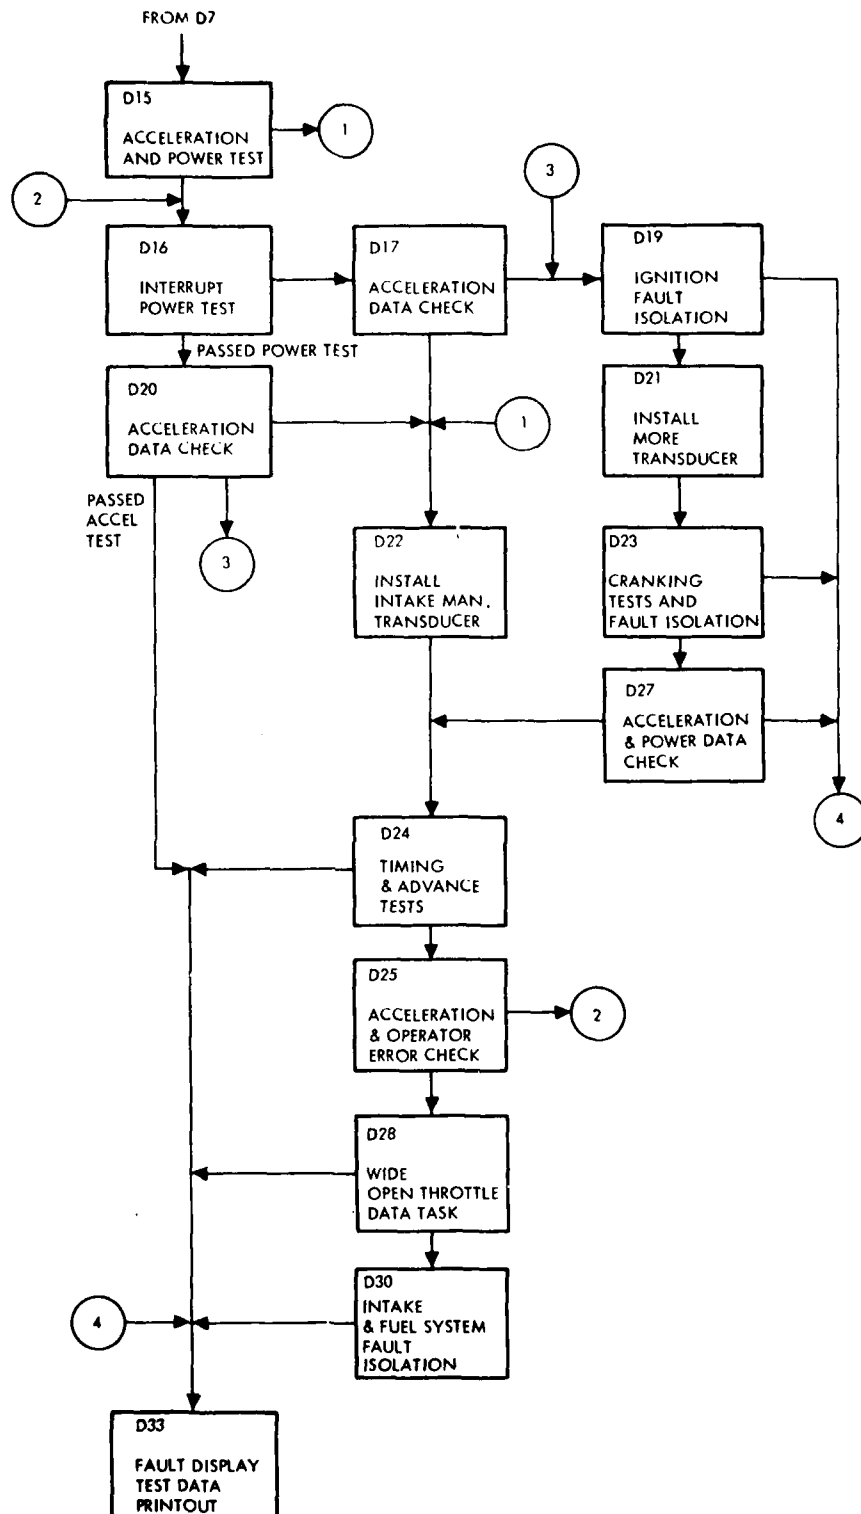 FROM D7
D15
ACCELERATION
AND POWER TEST
1
2
3
D16
INTERRUPT
POWER TEST
D17
ACCELERATION
DATA CHECK
D19
IGNITION
FAULT
ISOLATION
PASSED POWER TEST
D20
ACCELERATION
DATA CHECK
1
D21
INSTALL
MORE
TRANSDUCER
PASSED
ACCEL
TEST
3
D22
INSTALL
INTAKE MAN.
TRANSDUCER
D23
CRANKING
TESTS AND
FAULT ISOLATION
D27
ACCELERATION
& POWER DATA
CHECK
4
D24
TIMING
& ADVANCE
TESTS
D25
ACCELERATION
& OPERATOR
ERROR CHECK
2
D28
WIDE
OPEN THROTTLE
DATA TASK
D30
INTAKE
& FUEL SYSTEM
FAULT
ISOLATION
4
D33
FAULT DISPLAY
TEST DATA
PRINTOUT